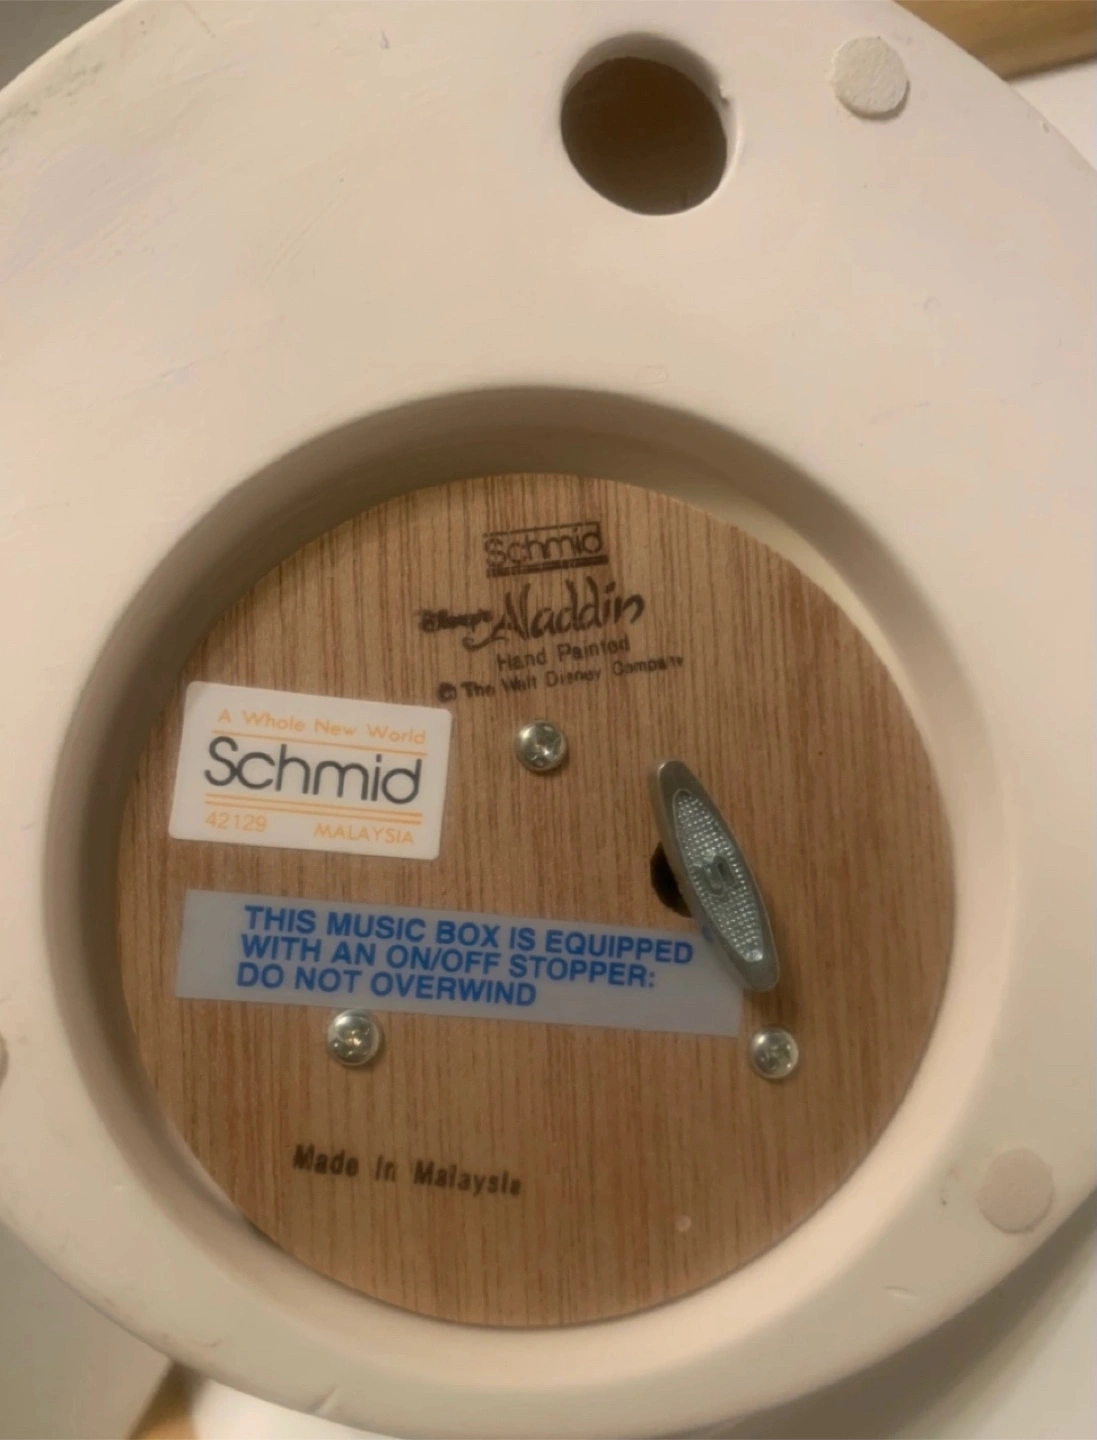 Schmid
Disney's Aladdin
Hand Painted
© The Walt Disney Company
A Whole New World
Schmid
42129 MALAYSIA
THIS MUSIC BOX IS EQUIPPED
WITH AN ON/OFF STOPPER:
DO NOT OVERWIND
Made in Malaysia